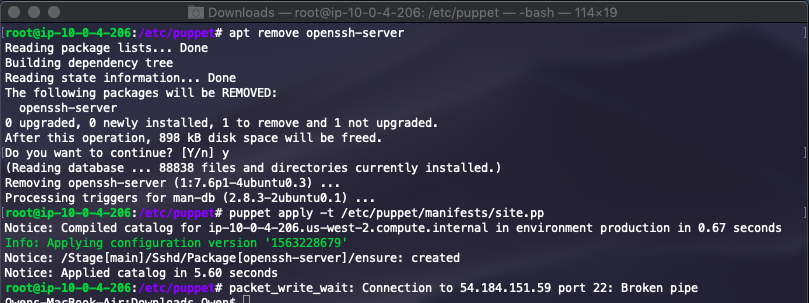 Downloads — root@ip-10-0-4-206: /etc/puppet — -bash — 114×19
[root@ip-10-0-4-206:/etc/puppet# apt remove openssh-server
Reading package lists... Done
Building dependency tree
Reading state information... Done
The following packages will be REMOVED:
  openssh-server
0 upgraded, 0 newly installed, 1 to remove and 1 not upgraded.
After this operation, 898 kB disk space will be freed.
[Do you want to continue? [Y/n] y ]
(Reading database ... 88838 files and directories currently installed.)
Removing openssh-server (1:7.6p1-4ubuntu0.3) ...
Processing triggers for man-db (2.8.3-2ubuntu0.1) ...
[root@ip-10-0-4-206:/etc/puppet# puppet apply -t /etc/puppet/manifests/site.pp ]
Notice: Compiled catalog for ip-10-0-4-206.us-west-2.compute.internal in environment production in 0.67 seconds
Info: Applying configuration version '1563228679'
Notice: /Stage[main]/Sshd/Package[openssh-server]/ensure: created
Notice: Applied catalog in 5.60 seconds
root@ip-10-0-4-206:/etc/puppet# packet_write_wait: Connection to 54.184.151.59 port 22: Broken pipe
Owens-MacBook-Air:Downloads Owen$